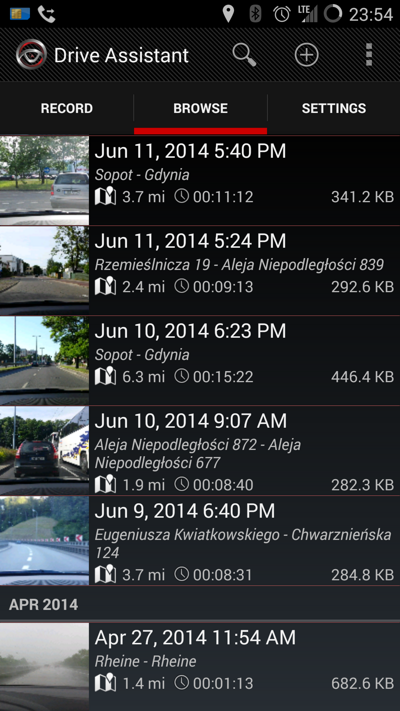 LTE 23:54
Drive Assistant
RECORD BROWSE SETTINGS
Jun 11, 2014 5:40 PM
Sopot - Gdynia
3.7 mi 00:11:12 341.2 KB
Jun 11, 2014 5:24 PM
Rzemieślnicza 19 - Aleja Niepodległości 839
2.4 mi 00:09:13 292.6 KB
Jun 10, 2014 6:23 PM
Sopot - Gdynia
6.3 mi 00:15:22 446.4 KB
Jun 10, 2014 9:07 AM
Aleja Niepodległości 872 - Aleja
Niepodległości 677
1.9 mi 00:08:40 282.3 KB
Jun 9, 2014 6:40 PM
Eugeniusza Kwiatkowskiego - Chwarznieńska
124
3.7 mi 00:08:31 284.8 KB
APR 2014
Apr 27, 2014 11:54 AM
Rheine - Rheine
1.4 mi 00:01:13 682.6 KB